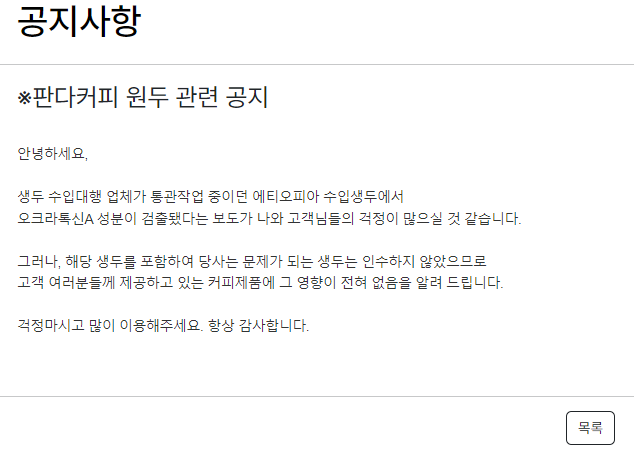 공지사항
※판다커피 원두 관련 공지
안녕하세요,
생두 수입대행 업체가 통관작업 중이던 에티오피아 수입생두에서
오크라톡신A 성분이 검출됐다는 보도가 나와 고객님들의 걱정이 많으실 것 같습니다.
그러나, 해당 생두를 포함하여 당사는 문제가 되는 생두는 인수하지 않았으므로
고객 여러분들께 제공하고 있는 커피제품에 그 영향이 전혀 없음을 알려 드립니다.
걱정마시고 많이 이용해주세요. 항상 감사합니다.
목록